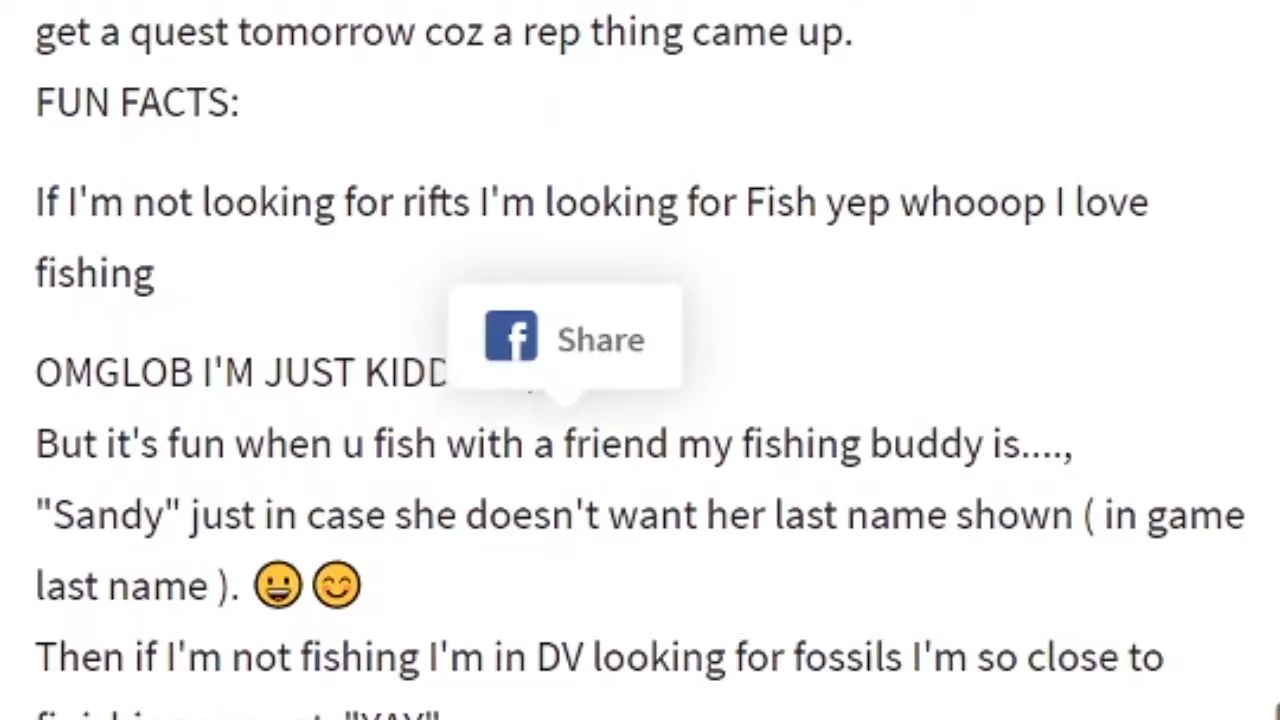 get a quest tomorrow coz a rep thing came up.
FUN FACTS:
If I'm not looking for rifts I'm looking for Fish yep whooop I love
fishing
Share
OMGLOB I'M JUST
But it's fun when u fish with a friend my fishing buddy is....,
"Sandy" just in case she doesn't want her last name shown ( in game
last name ). 😀 😊
Then if I'm not fishing I'm in DV looking for fossils I'm so close to
"YAY"